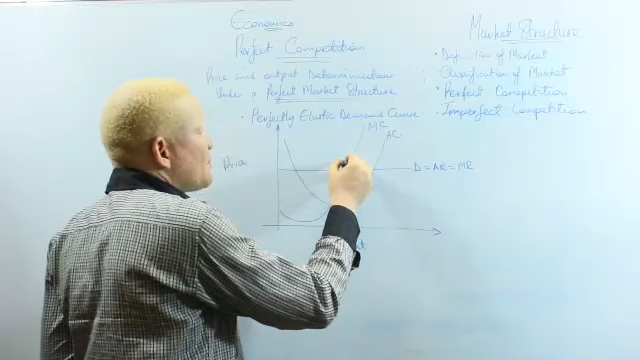 Economics
Perfect Competition
Price and output Determination
Under a Perfect Market Structure
• Perfectly Elastic Demand Curve
MC
AC
Price
D = AR = MR
Market Structure
• Definition of Market
• Classification of Market
• Perfect Competition
• Imperfect Competition